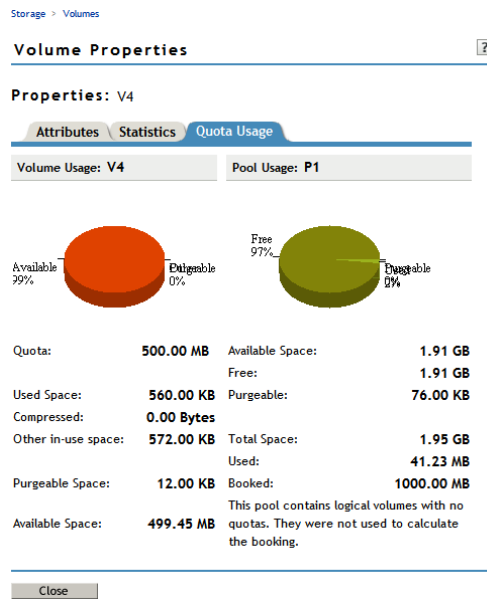 Storage > Volumes
Volume Properties
?
Properties: V4
Attributes Statistics Quota Usage
Volume Usage: V4 Pool Usage: P1
Available
99%
Purgeable
0%
Free
97%
Purgeable
Quota: 500.00 MB Available Space: 1.91 GB
Free: 1.91 GB
Used Space: 560.00 KB Purgeable: 76.00 KB
Compressed: 0.00 Bytes
Other in-use space: 572.00 KB Total Space: 1.95 GB
Used: 41.23 MB
Purgeable Space: 12.00 KB Booked: 1000.00 MB
This pool contains logical volumes with no
Available Space: 499.45 MB quotas. They were not used to calculate
the booking.
Close